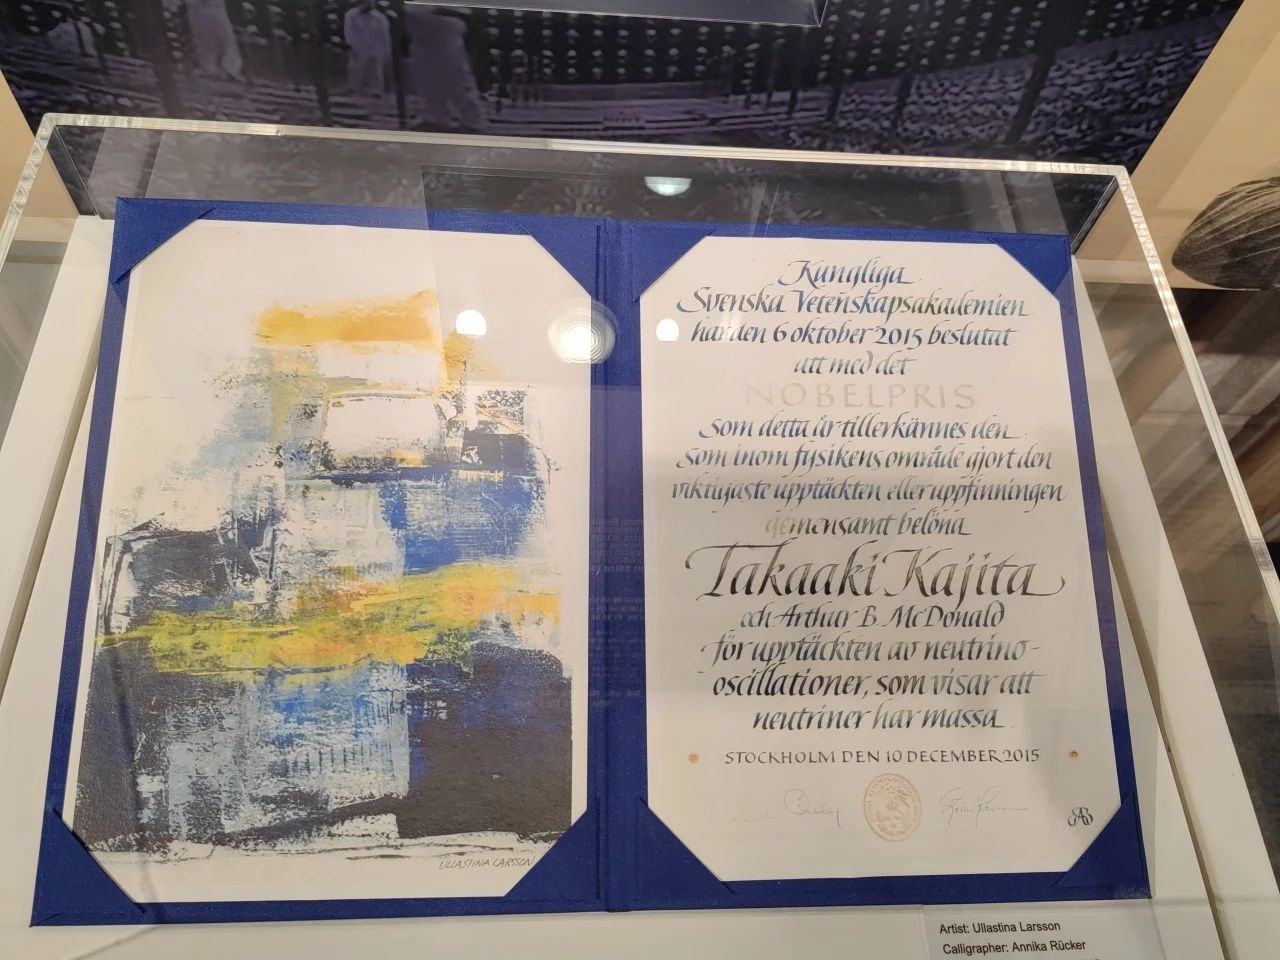 Kungliga
Svenska Vetenskapsakademien
har den 6 oktober 2015 beslutat
att med det
NOBELPRIS
som detta år tillerkännes den
som inom fysikens område gjort den
viktigaste upptäckten eller uppfinningen
gemensamt belöna
Takaaki Kajita
och Arthur B. McDonald
för upptäckten av neutrino-
oscillationer, som visar att
neutriner har massa
STOCKHOLM DEN 10 DECEMBER 2015
ULLASTINA LARSSON
Artist: Ullastina Larsson
Calligrapher: Annika Rücker